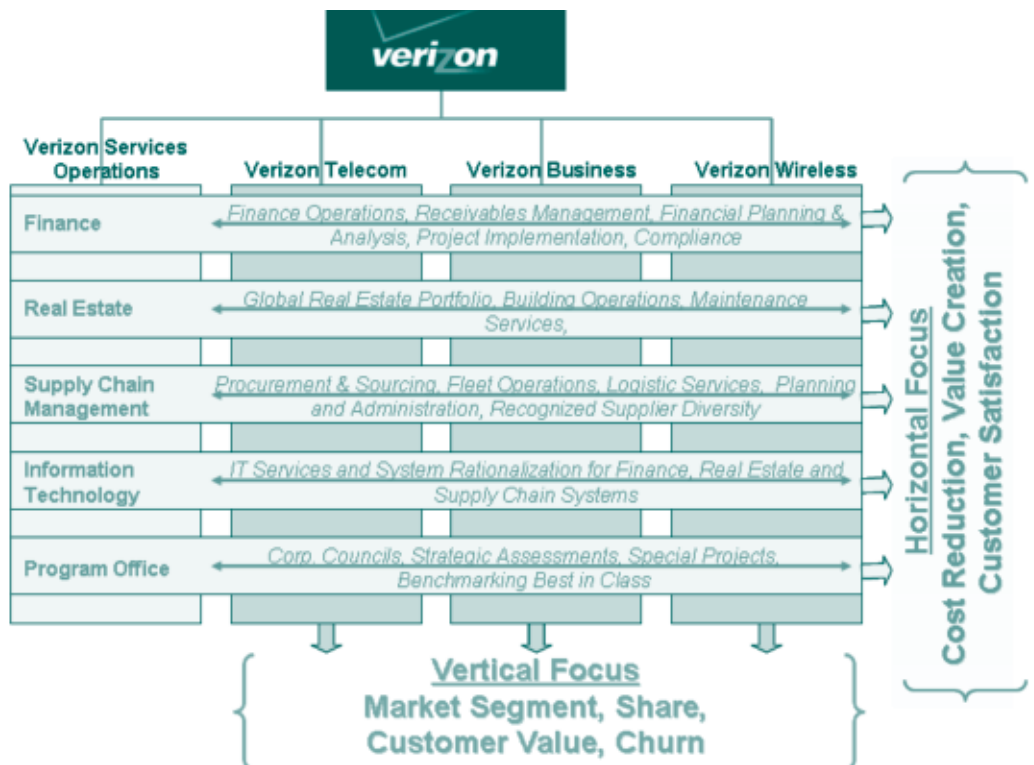 verizon
Verizon Services
Operations
Verizon Telecom
Verizon Business
Verizon Wireless
Finance
Finance Operations, Receivables Management, Financial Planning &
Analysis, Project Implementation, Compliance
Real Estate
Global Real Estate Portfolio, Building Operations, Maintenance
Services,
Supply Chain
Management
Procurement & Sourcing, Fleet Operations, Logistic Services, Planning
and Administration, Recognized Supplier Diversity
Information
Technology
IT Services and System Rationalization for Finance, Real Estate and
Supply Chain Systems
Program Office
Corp. Councils, Strategic Assessments, Special Projects,
Benchmarking Best in Class
Horizontal Focus
Cost Reduction, Value Creation,
Customer Satisfaction
Vertical Focus
Market Segment, Share,
Customer Value, Churn